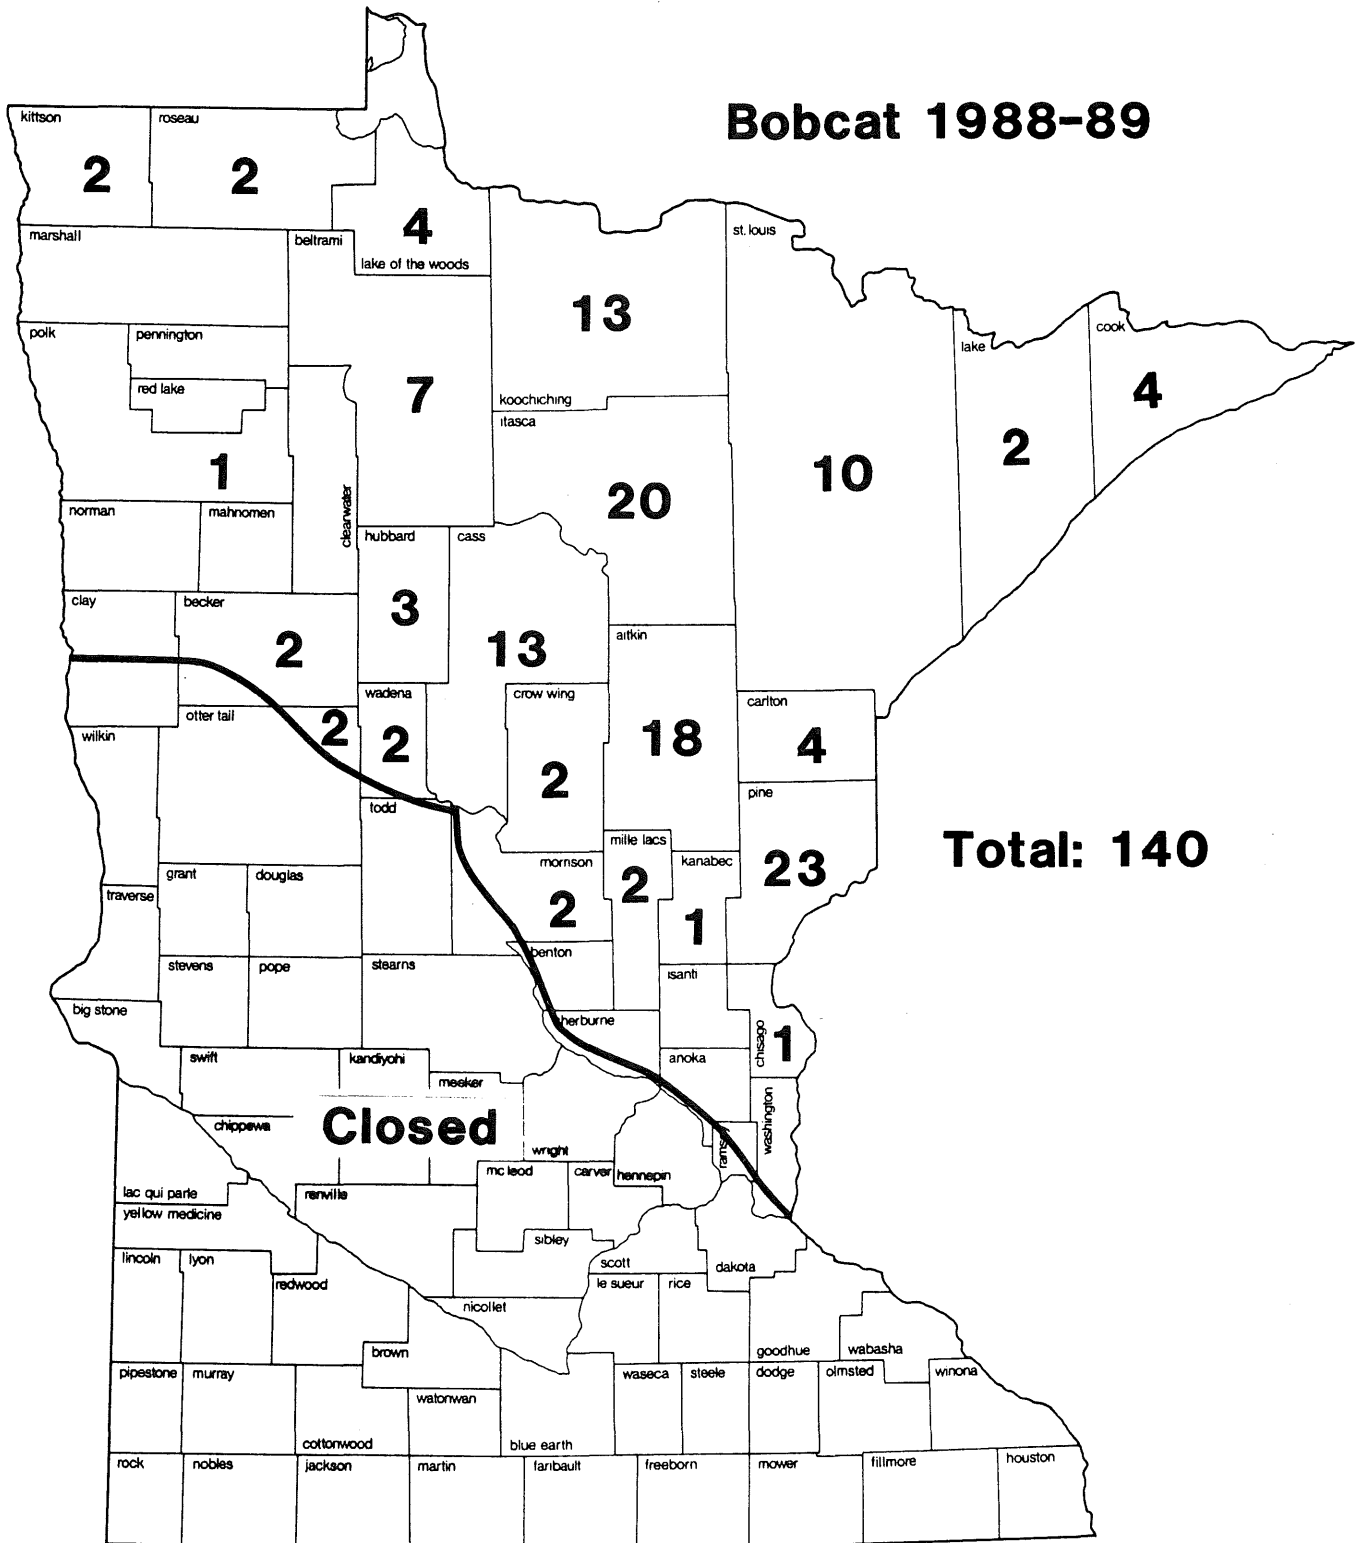 Bobcat 1988-89
kittson
roseau
2
2
4
marshall
beltrami
lake of the woods
st. louis
13
polk
pennington
lake
cook
red lake
7
koochiching
itasca
4
2
1
10
20
norman
mahnomen
clearwater
hubbard
cass
clay
becker
3
aitkin
2
13
wadena
crow wing
carlton
otter tail
2
2
18
4
wilkin
2
pine
todd
mille lacs
Total: 140
morrison
kanabec
23
grant
douglas
2
traverse
2
1
benton
stevens
pope
stearns
isanti
big stone
sherburne
chisago
1
swift
kandiyohi
anoka
meeker
chippewa
Closed
washington
wright
ramsey
mc leod
carver
hennepin
lac qui parle
renville
yellow medicine
sibley
lincoln
lyon
scott
dakota
redwood
le sueur
rice
nicollet
brown
goodhue
wabasha
pipestone
murray
waseca
steele
dodge
olmsted
winona
watonwan
cottonwood
blue earth
rock
nobles
jackson
martin
faribault
freeborn
mower
fillmore
houston